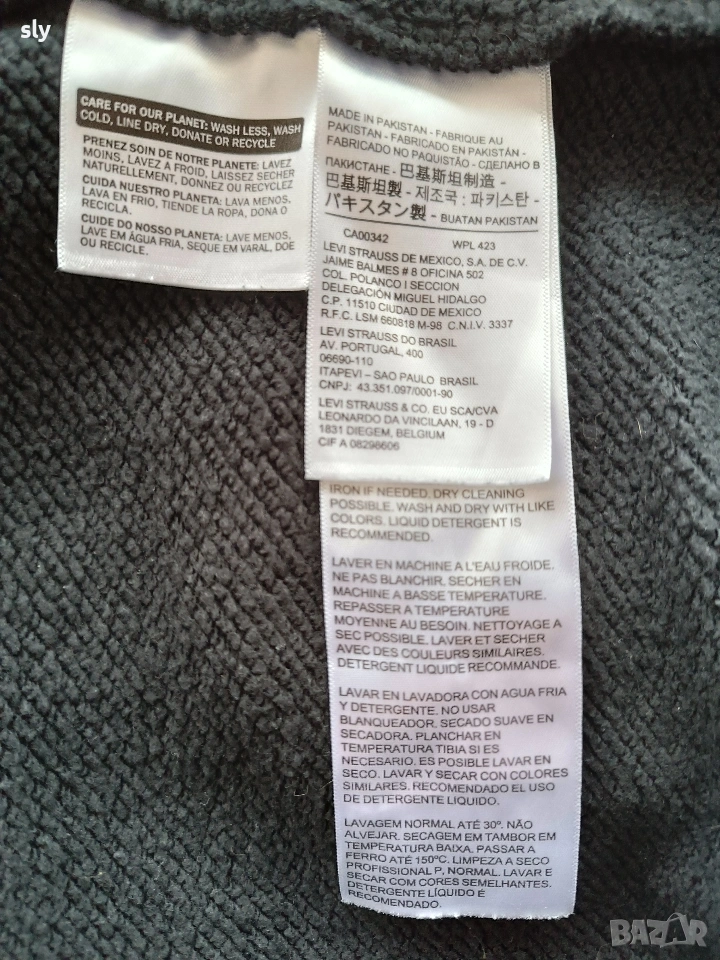 sly
CARE FOR OUR PLANET: WASH LESS, WASH
COLD, LINE DRY, DONATE OR RECYCLE
PRENEZ SOIN DE NOTRE PLANETE: LAVEZ
MOINS, LAVEZ A FROID, LAISSEZ SECHER
NATURELLEMENT, DONNEZ OU RECYCLEZ
CUIDA NUESTRO PLANETA: LAVA MENOS,
LAVA EN FRIO, TIENDE LA ROPA, DONA O
RECICLA.
CUIDE DO NOSSO PLANETA: LAVE MENOS,
LAVE EM ÁGUA FRIA, SEQUE EM VARAL, DOE
OU RECICLE.
MADE IN PAKISTAN - FABRIQUE AU
PAKISTAN - FABRICADO EN PAKISTÁN -
FABRICADO NO PAQUISTÃO - СДЕЛАНО В
ПАКИСТАНЕ - 巴基斯坦制造 -
巴基斯坦製 - 제조국 : 파키스탄 -
パキスタン製 - BUATAN PAKISTAN
CA00342 WPL 423
LEVI STRAUSS DE MEXICO, S.A. DE C.V.
JAIME BALMES # 8 OFICINA 502
COL. POLANCO I SECCION
DELEGACIÓN MIGUEL HIDALGO
C.P. 11510 CIUDAD DE MEXICO
R.F.C. LSM 660818 M-98 C.N.I.V. 3337
LEVI STRAUSS DO BRASIL
AV. PORTUGAL, 400
06690-110
ITAPEVI – SAO PAULO BRASIL
CNPJ: 43.351.097/0001-90
LEVI STRAUSS & CO. EU SCA/CVA
LEONARDO DA VINCILAAN, 19 - D
1831 DIEGEM, BELGIUM
CIF A 08298606
IRON IF NEEDED. DRY CLEANING
POSSIBLE. WASH AND DRY WITH LIKE
COLORS. LIQUID DETERGENT IS
RECOMMENDED.
LAVER EN MACHINE A L'EAU FROIDE.
NE PAS BLANCHIR. SECHER EN
MACHINE A BASSE TEMPERATURE.
REPASSER A TEMPERATURE
MOYENNE AU BESOIN. NETTOYAGE A
SEC POSSIBLE. LAVER ET SECHER
AVEC DES COULEURS SIMILAIRES.
DETERGENT LIQUIDE RECOMMANDE.
LAVAR EN LAVADORA CON AGUA FRIA
Y DETERGENTE. NO USAR
BLANQUEADOR. SECADO SUAVE EN
SECADORA. PLANCHAR EN
TEMPERATURA TIBIA SI ES
NECESARIO. ES POSIBLE LAVAR EN
SECO. LAVAR Y SECAR CON COLORES
SIMILARES. RECOMENDADO EL USO
DE DETERGENTE LIQUIDO.
LAVAGEM NORMAL ATÉ 30º. NÃO
ALVEJAR. SECAGEM EM TAMBOR EM
TEMPERATURA BAIXA. PASSAR A
FERRO ATÉ 150ºC. LIMPEZA A SECO
PROFISSIONAL P, NORMAL. LAVAR E
SECAR COM CORES SEMELHANTES.
DETERGENTE LÍQUIDO É
RECOMENDADO.
BAZAR